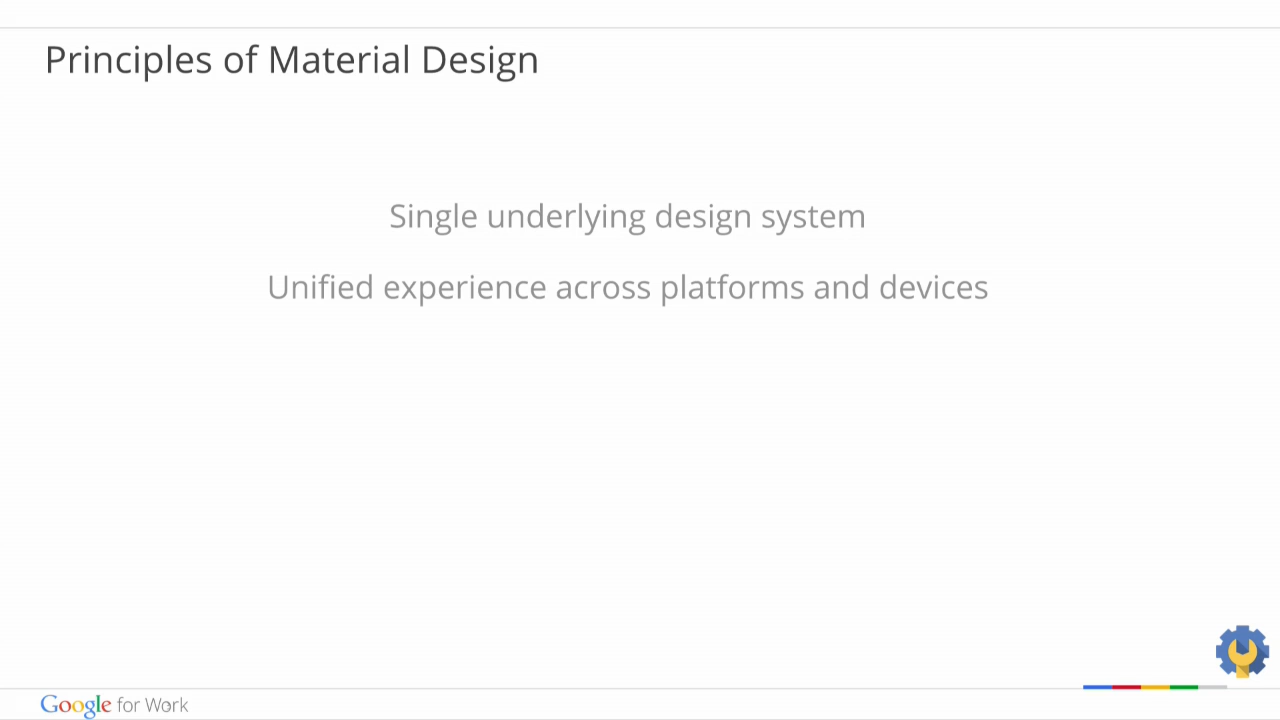 Principles of Material Design
Single underlying design system
Unified experience across platforms and devices
Google for Work